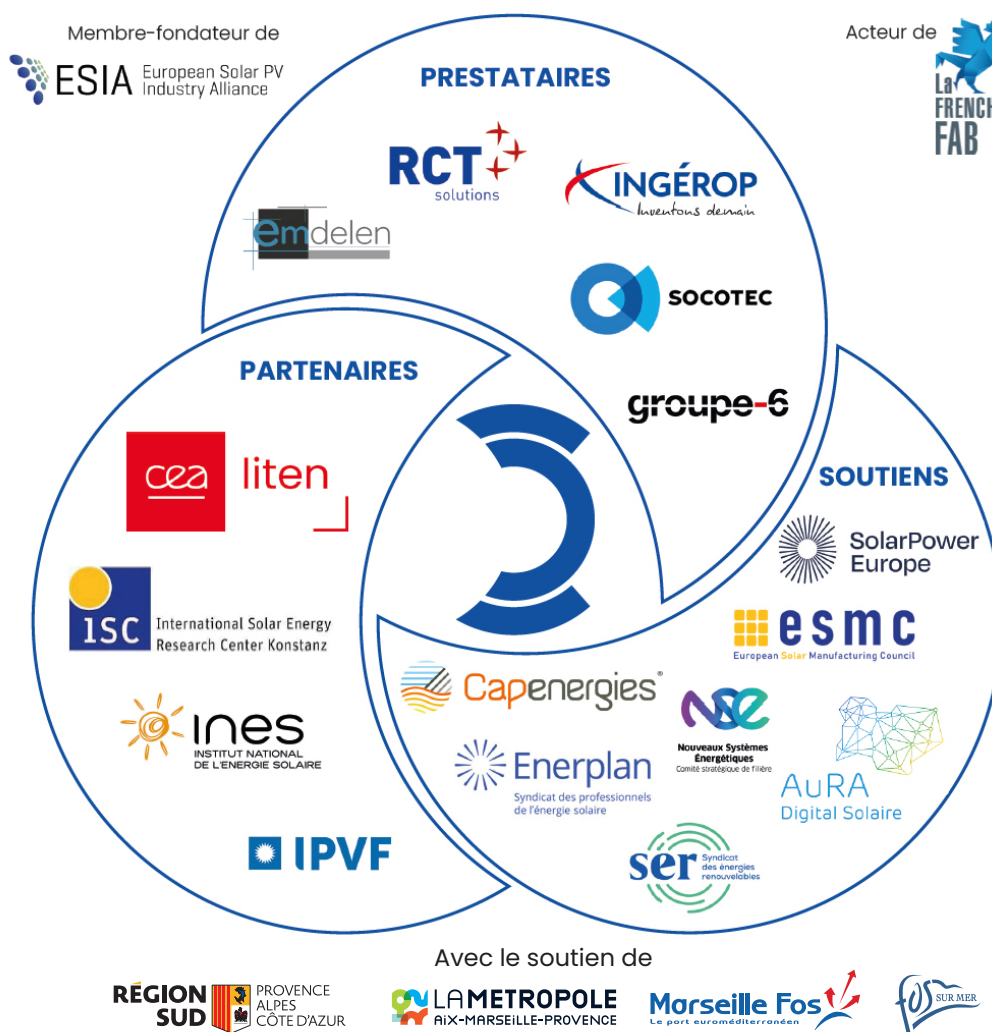 Membre-fondateur de
ESIA European Solar PV
Industry Alliance
Acteur de
La
FRENCH
FAB
PRESTATAIRES
RCT
solutions
INGÉROP
Inventons demain
emdelen
SOCOTEC
groupe-6
PARTENAIRES
cea liten
ISC International Solar Energy
Research Center Konstanz
ines
INSTITUT NATIONAL
DE L'ENERGIE SOLAIRE
IPVF
SOUTIENS
SolarPower
Europe
esmc
European Solar Manufacturing Council
Capenergies®
NSE
Nouveaux Systèmes
Énergétiques
Comité stratégique de filière
Enerplan
Syndicat des professionnels
de l'énergie solaire
AuRA
Digital Solaire
ser Syndicat
des énergies
renouvelables
Avec le soutien de
RÉGION
SUD
PROVENCE
ALPES
CÔTE D'AZUR
LAMETROPOLE
AIX-MARSEILLE-PROVENCE
Marseille Fos
Le port euroméditerranéen
fos SUR MER